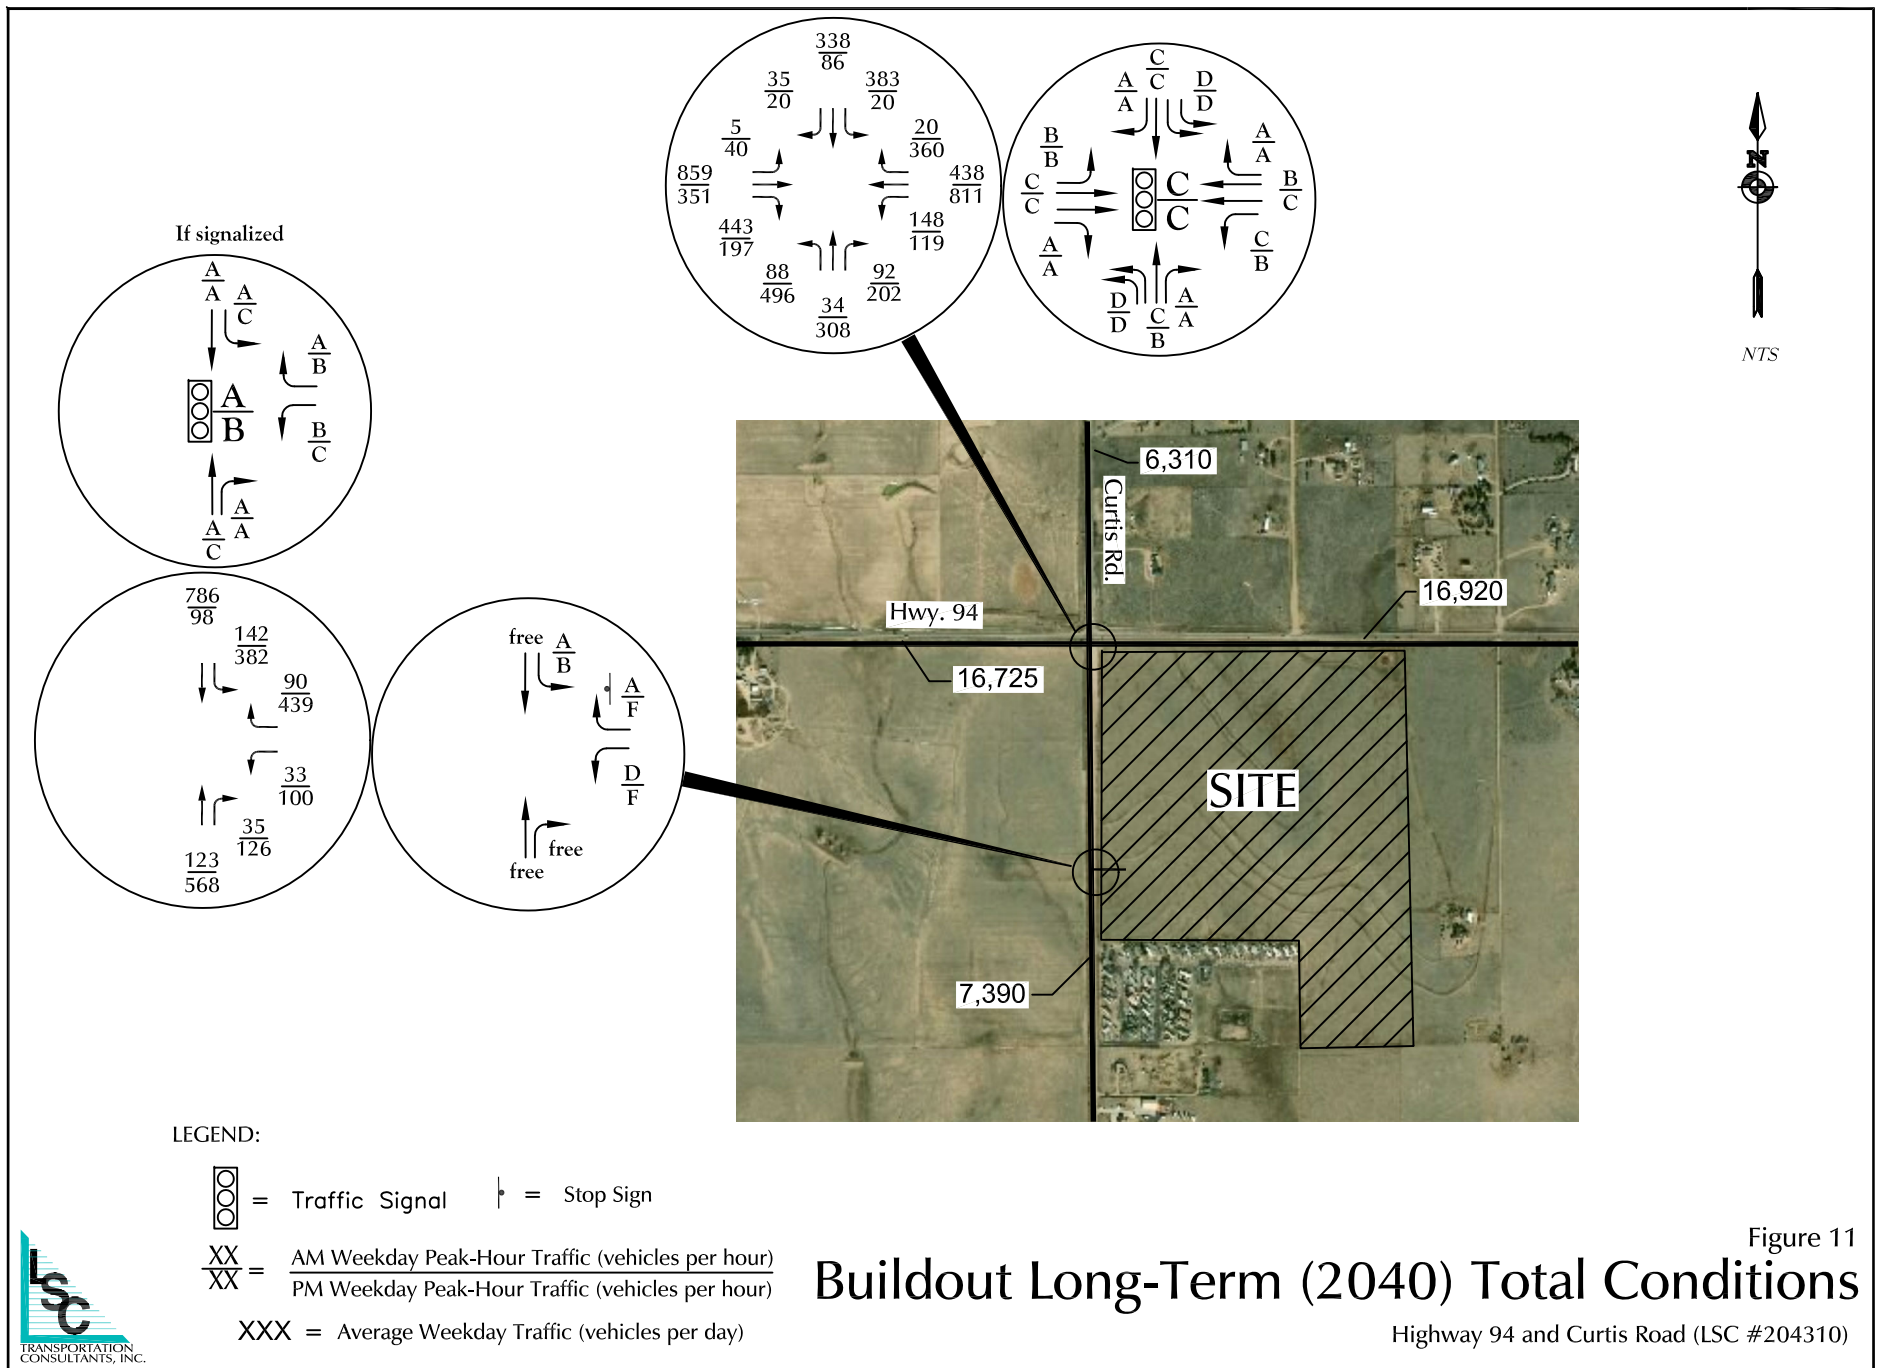 338
86
35
20
383
20
5
40
20
360
859
351
438
811
443
197
148
119
88
496
92
202
34
308
C
C
A
A
D
D
B
B
A
A
C
C
C
C
B
C
A
A
C
B
D
D
C
B
A
A
N
NTS
If signalized
A
A
A
C
A
B
A
B
B
C
A
A
A
C
786
98
142
382
90
439
33
100
35
126
123
568
free
A
B
A
F
D
F
free
free
6,310
Curtis Rd.
16,920
Hwy. 94
16,725
SITE
7,390
LEGEND:
= Traffic Signal
= Stop Sign
XX
XX
= AM Weekday Peak-Hour Traffic (vehicles per hour)
PM Weekday Peak-Hour Traffic (vehicles per hour)
XXX = Average Weekday Traffic (vehicles per day)
LSC
TRANSPORTATION
CONSULTANTS, INC.
Figure 11
Buildout Long-Term (2040) Total Conditions
Highway 94 and Curtis Road (LSC #204310)